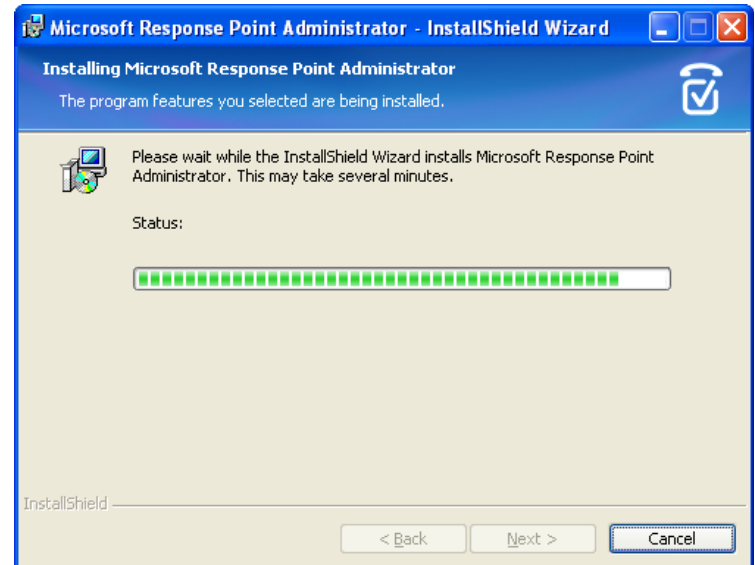 Microsoft Response Point Administrator - InstallShield Wizard
Installing Microsoft Response Point Administrator
The program features you selected are being installed.
Please wait while the InstallShield Wizard installs Microsoft Response Point
Administrator. This may take several minutes.
Status:
InstallShield
< Back Next > Cancel